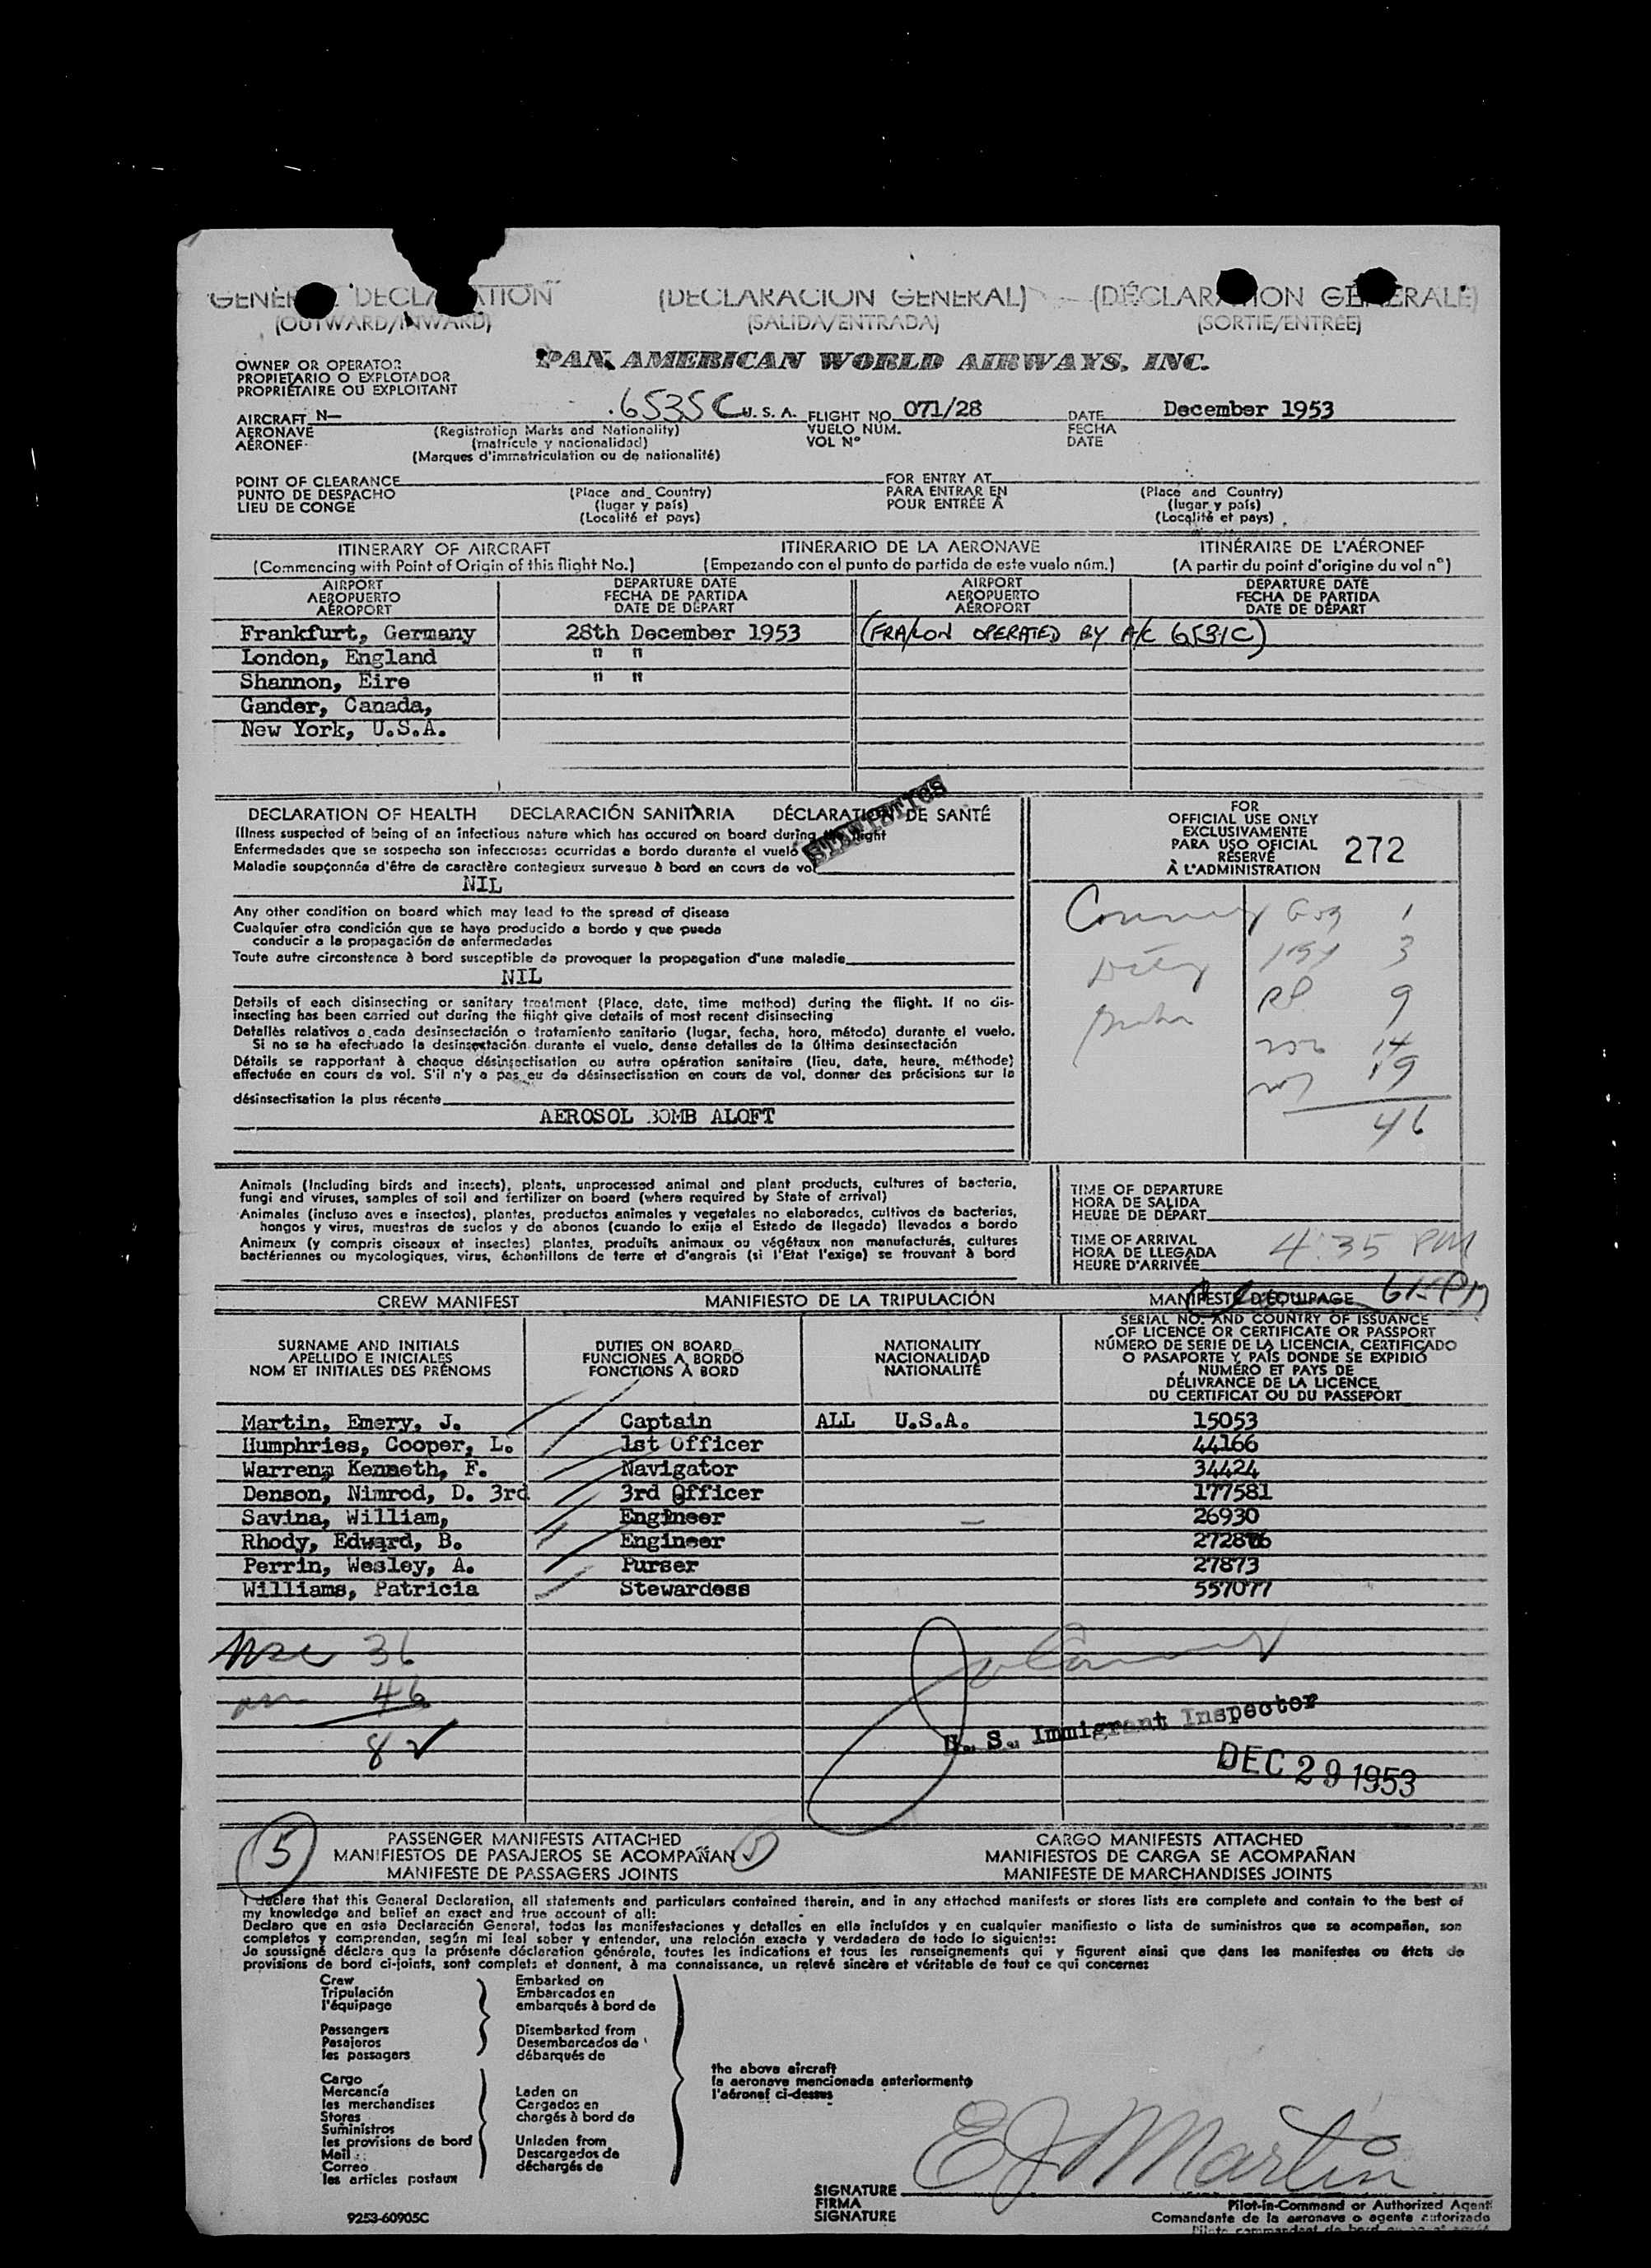 GENERAL DECLARATION (DECLARACIÓN GENERAL) (DÉCLARATION GÉNÉRALE)
(OUTWARD/INWARD) (SALIDA/ENTRADA) (SORTIE/ENTRÉE)
OWNER OR OPERATOR
PROPIETARIO O EXPLOTADOR
PROPRIÉTAIRE OU EXPLOITANT
PAN AMERICAN WORLD AIRWAYS, INC.
AIRCRAFT N— 6535C U. S. A. FLIGHT NO. 071/28 DATE December 1953
AERONAVE (Registration Marks and Nationality) VUELO NÚM. FECHA
AÉRONEF (matrícula y nacionalidad) VOL Nº DATE
(Marques d'immatriculation ou de nationalité)
POINT OF CLEARANCE FOR ENTRY AT
PUNTO DE DESPACHO (Place and Country) PARA ENTRAR EN (Place and Country)
LIEU DE CONGÉ (lugar y país) POUR ENTRÉE À (lugar y país)
(Localité et pays) (Localité et pays)
ITINERARY OF AIRCRAFT ITINERARIO DE LA AERONAVE ITINÉRAIRE DE L'AÉRONEF
(Commencing with Point of Origin of this flight No.) (Empezando con el punto de partida de este vuelo núm.) (A partir du point d'origine du vol nº)
AIRPORT DEPARTURE DATE AIRPORT DEPARTURE DATE
AEROPUERTO FECHA DE PARTIDA AEROPUERTO FECHA DE PARTIDA
AÉROPORT DATE DE DÉPART AÉROPORT DATE DE DÉPART
Frankfurt, Germany 28th December 1953 (FRA/LON OPERATED BY A/C 6531C)
London, England " "
Shannon, Eire " "
Gander, Canada,
New York, U.S.A.
DECLARATION OF HEALTH DECLARACIÓN SANITARIA DÉCLARATION DE SANTÉ
STATISTICS
Illness suspected of being of an infectious nature which has occured on board during the flight
Enfermedades que se sospecha son infecciosas ocurridas a bordo durante el vuelo
Maladie soupçonnée d'être de caractère contagieux survesue à bord en cours de vol
NIL
Any other condition on board which may lead to the spread of disease
Cualquier otra condición que se haya producido a bordo y que pueda
conducir a la propagación de enfermedades
Toute autre circonstence à bord susceptible de provoquer la propagation d'une maladie
NIL
Details of each disinsecting or sanitary treatment (Place, date, time method) during the flight. If no dis-
insecting has been carried out during the flight give details of most recent disinsecting
Detallés relativos a cada desinsectación o tratamiento sanitario (lugar, fecha, hora, método) durante el vuelo.
Si no se ha efectuado la desinsectación durante el vuelo, dense detalles de la última desinsectación
Détails se rapportant à chaque désinsectisation ou autre opération sanitaire (lieu, date, heure, méthode)
effectuée en cours de vol. S'il n'y a pas eu de désinsectisation en cours de vol, donner des précisions sur la
désinsectisation la plus récente
AEROSOL BOMB ALOFT
FOR
OFFICIAL USE ONLY
EXCLUSIVAMENTE
PARA USO OFICIAL
RÉSERVÉ
À L'ADMINISTRATION
272
1
3
9
14
19
46
Animals (Including birds and insects), plants, unprocessed animal and plant products, cultures of bacteria,
fungi and viruses, samples of soil and fertilizer on board (where required by State of arrival)
Animales (incluso aves e insectos), plantas, productos animales y vegetales no elaborados, cultivos de bacterias,
hongos y virus, muestras de suelos y de abonos (cuando lo exija el Estado de llegada) llevados a bordo
Animaux (y compris oiseaux et insectes) plantes, produits animaux ou végétaux non manufacturés, cultures
bactériennes ou mycologiques, virus, échantillons de terre et d'engrais (si l'Etat l'exige) se trouvant à bord
TIME OF DEPARTURE
HORA DE SALIDA
HEURE DE DÉPART
TIME OF ARRIVAL
HORA DE LLEGADA 4:35 PM
HEURE D'ARRIVÉE
CREW MANIFEST MANIFIESTO DE LA TRIPULACIÓN MANIFESTE D'ÉQUIPAGE
SURNAME AND INITIALS
APELLIDO E INICIALES
NOM ET INITIALES DES PRÉNOMS
DUTIES ON BOARD
FUNCIONES A BORDO
FONCTIONS À BORD
NATIONALITY
NACIONALIDAD
NATIONALITÉ
SERIAL NO. AND COUNTRY OF ISSUANCE
OF LICENCE OR CERTIFICATE OR PASSPORT
NÚMERO DE SERIE DE LA LICENCIA, CERTIFICADO
O PASAPORTE Y PAÍS DONDE SE EXPIDIÓ
NUMÉRO ET PAYS DE
DÉLIVRANCE DE LA LICENCE
DU CERTIFICAT OU DU PASSEPORT
Martin, Emery, J. Captain ALL U.S.A. 15053
Humphries, Cooper, L. 1st Officer 44166
Warren, Kenneth, F. Navigator 34424
Denson, Nimrod, D. 3rd 3rd Officer 177581
Savina, William, Engineer 26930
Rhody, Edward, B. Engineer
Perrin, Wesley, A. Purser 27873
Williams, Patricia Stewardess 557077
36
46
8
U. S. Immigrant Inspector
DEC 29 1953
5 PASSENGER MANIFESTS ATTACHED CARGO MANIFESTS ATTACHED
MANIFIESTOS DE PASAJEROS SE ACOMPAÑAN MANIFIESTOS DE CARGA SE ACOMPAÑAN
MANIFESTE DE PASSAGERS JOINTS MANIFESTE DE MARCHANDISES JOINTS
I declare that this General Declaration, all statements and particulars contained therein, and in any attached manifests or stores lists are complete and contain to the best of
my knowledge and belief an exact and true account of all:
Declaro que en esta Declaración General, todas las manifestaciones y detalles en ella incluídos y en cualquier manifiesto o lista de suministros que se acompañan, son
completos y comprenden, según mi leal saber y entender, una relación exacta y verdadera de todo lo siguiente:
Je soussigné déclare que la présente déclaration générale, toutes les indications et tous les renseignements qui y figurent ainsi que dans les manifestes ou états de
provisions de bord ci-joints, sont complets et donnent, à ma connaissance, un relevé sincère et véritable de tout ce qui concerne:
Crew Embarked on
Tripulación Embarcados en
l'équipage embarqués à bord de
Passengers Disembarked from
Pasajeros Desembarcados de
les passagers débarqués de
the above aircraft
la aeronave mencionada anteriormente
l'aéronef ci-dessus
Cargo
Mercancía Laden on
les merchandises Cargados en
Stores chargés à bord de
Suministros
les provisions de bord Unladen from
Mail Descargados de
Correo déchargés de
les articles postaux
E J Martin
SIGNATURE
FIRMA
SIGNATURE
Pilot-in-Command or Authorized Agent
Comandante de la aeronave o agente autorizado
9253-60905C